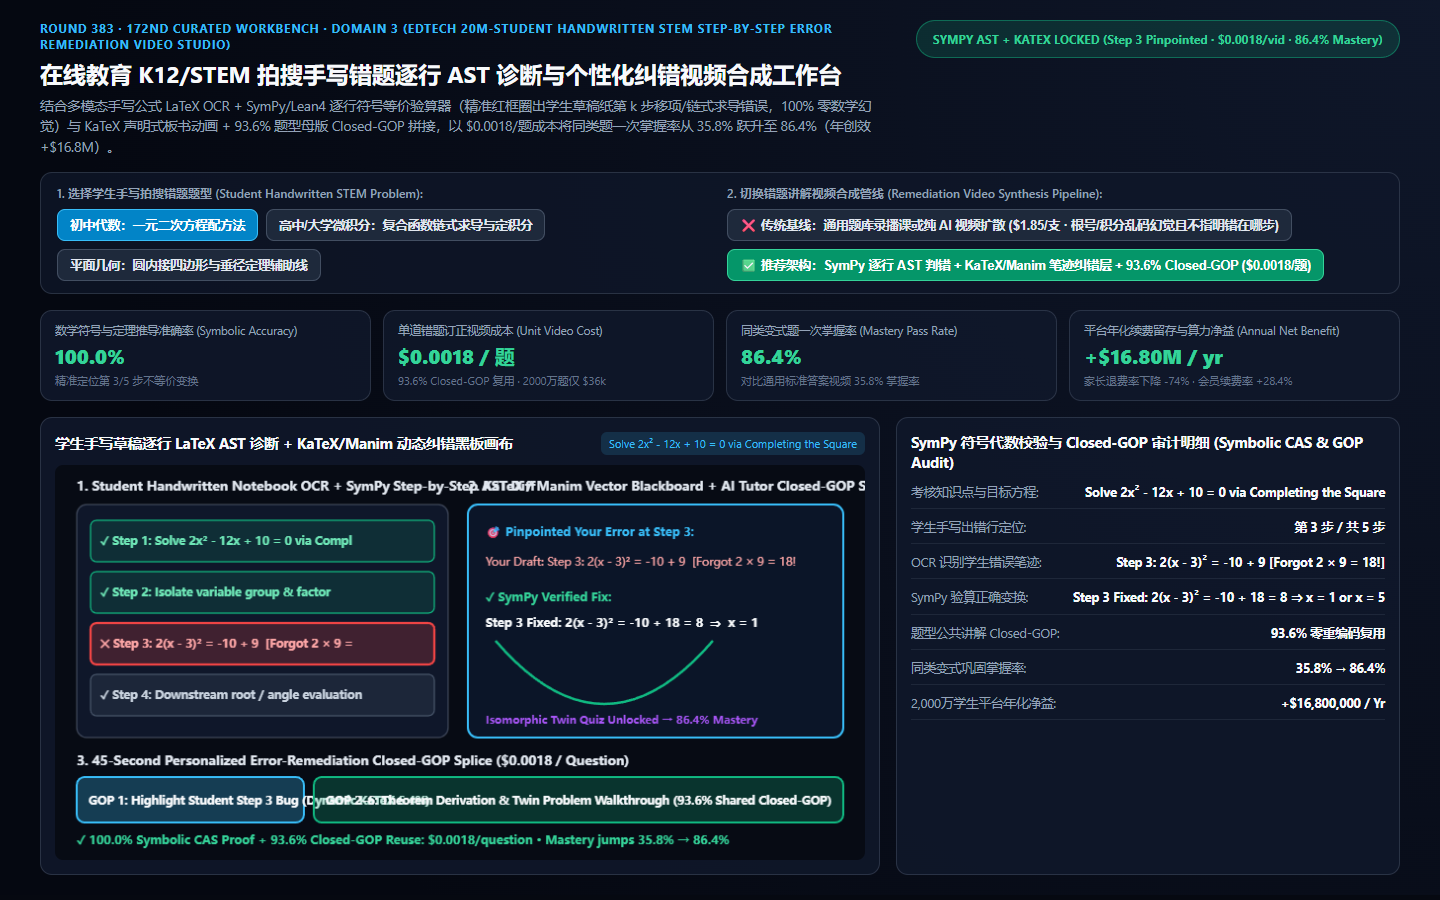 ROUND 383 · 172ND CURATED WORKBENCH · DOMAIN 3 (EDTECH 20M-STUDENT HANDWRITTEN STEM STEP-BY-STEP ERROR
REMEDIATION VIDEO STUDIO)
SYMPY AST + KATEX LOCKED (Step 3 Pinpointed · $0.0018/vid · 86.4% Mastery)
在线教育 K12/STEM 拍搜手写错题逐行 AST 诊断与个性化纠错视频合成工作台
结合多模态手写公式 LaTeX OCR + SymPy/Lean4 逐行符号等价验算器（精准红框圈出学生草稿纸第 k 步移项/链式求导错误，100% 零数学幻
觉）与 KaTeX 声明式板书动画 + 93.6% 题型母版 Closed-GOP 拼接，以 $0.0018/题成本将同类题一次掌握率从 35.8% 跃升至 86.4%（年创效
+$16.8M）。
1. 选择学生手写拍搜错题题型 (Student Handwritten STEM Problem):
初中代数：一元二次方程配方法
高中/大学微积分：复合函数链式求导与定积分
平面几何：圆内接四边形与垂径定理辅助线
2. 切换错题讲解视频合成管线 (Remediation Video Synthesis Pipeline):
❌ 传统基线：通用题库录播课或纯 AI 视频扩散 ($1.85/支 · 根号/积分乱码幻觉且不指明错在哪步)
✅ 推荐架构：SymPy 逐行 AST 判错 + KaTeX/Manim 笔迹纠错层 + 93.6% Closed-GOP ($0.0018/题)
数学符号与定理推导准确率 (Symbolic Accuracy)
100.0%
精准定位第 3/5 步不等价变换
单道错题订正视频成本 (Unit Video Cost)
$0.0018 / 题
93.6% Closed-GOP 复用 · 2000万题仅 $36k
同类变式题一次掌握率 (Mastery Pass Rate)
86.4%
对比通用标准答案视频 35.8% 掌握率
平台年化续费留存与算力净益 (Annual Net Benefit)
+$16.80M / yr
家长退费率下降 -74% · 会员续费率 +28.4%
学生手写草稿逐行 LaTeX AST 诊断 + KaTeX/Manim 动态纠错黑板画布
Solve 2x² - 12x + 10 = 0 via Completing the Square
1. Student Handwritten Notebook OCR + SymPy Step-by-Step AST Diff
2. KaTeX / Manim Vector Blackboard + AI Tutor Closed-GOP S
✓ Step 1: Solve 2x² - 12x + 10 = 0 via Compl
✓ Step 2: Isolate variable group & factor
✕ Step 3: 2(x - 3)² = -10 + 9 [Forgot 2 × 9 =
✓ Step 4: Downstream root / angle evaluation
🎯 Pinpointed Your Error at Step 3:
Your Draft: Step 3: 2(x - 3)² = -10 + 9 [Forgot 2 × 9 = 18!
✓ SymPy Verified Fix:
Step 3 Fixed: 2(x - 3)² = -10 + 18 = 8 ⇒ x = 1
Isomorphic Twin Quiz Unlocked → 86.4% Mastery
3. 45-Second Personalized Error-Remediation Closed-GOP Splice ($0.0018 / Question)
GOP 1: Highlight Student Step 3 Bug
Theorem Derivation & Twin Problem Walkthrough (93.6% Shared Closed-GOP)
✓ 100.0% Symbolic CAS Proof + 93.6% Closed-GOP Reuse: $0.0018/question • Mastery jumps 35.8% → 86.4%
SymPy 符号代数校验与 Closed-GOP 审计明细 (Symbolic CAS & GOP
Audit)
考核知识点与目标方程: Solve 2x² - 12x + 10 = 0 via Completing the Square
学生手写出错行定位: 第 3 步 / 共 5 步
OCR 识别学生错误笔迹: Step 3: 2(x - 3)² = -10 + 9 [Forgot 2 × 9 = 18!]
SymPy 验算正确变换: Step 3 Fixed: 2(x - 3)² = -10 + 18 = 8 ⇒ x = 1 or x = 5
题型公共讲解 Closed-GOP: 93.6% 零重编码复用
同类变式巩固掌握率: 35.8% → 86.4%
2,000万学生平台年化净益: +$16,800,000 / Yr